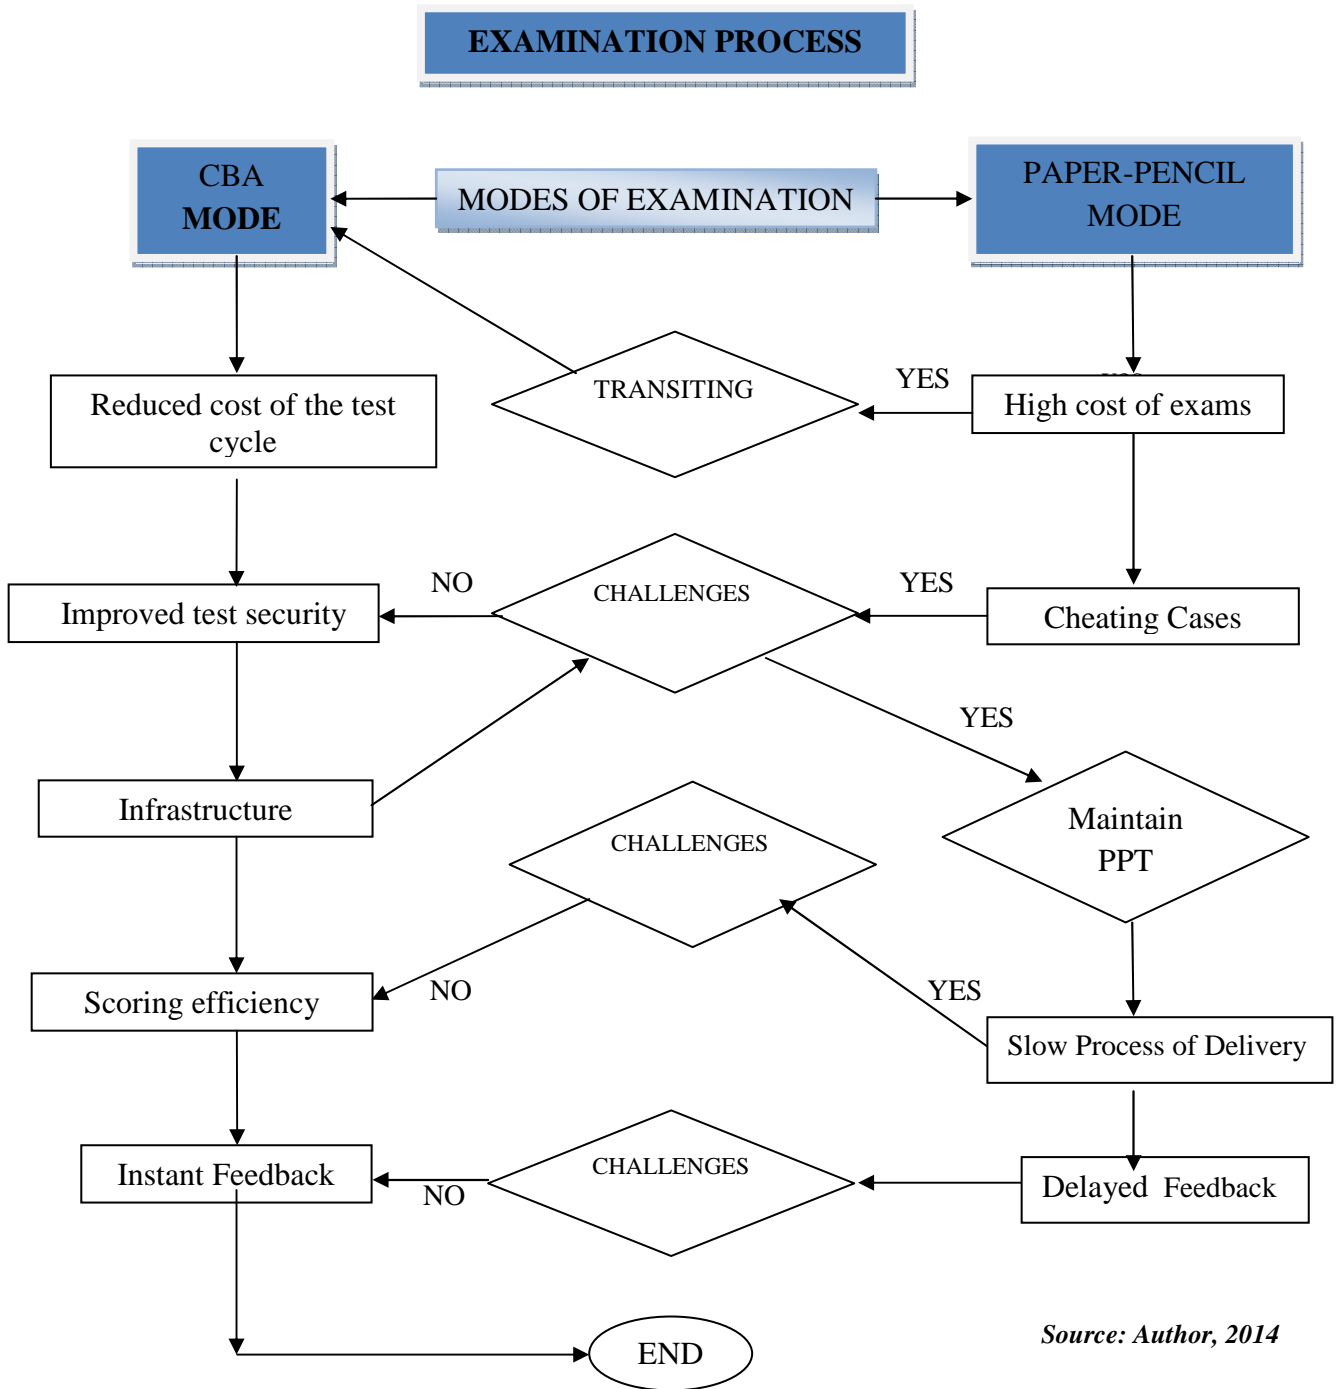 EXAMINATION PROCESS
CBA
MODE
MODES OF EXAMINATION
PAPER-PENCIL
MODE
TRANSITING
YES
Reduced cost of the test
cycle
High cost of exams
NO
CHALLENGES
YES
Improved test security
Cheating Cases
YES
Infrastructure
CHALLENGES
Maintain
PPT
Scoring efficiency
NO
YES
Slow Process of Delivery
Instant Feedback
NO
CHALLENGES
Delayed Feedback
END
Source: Author, 2014